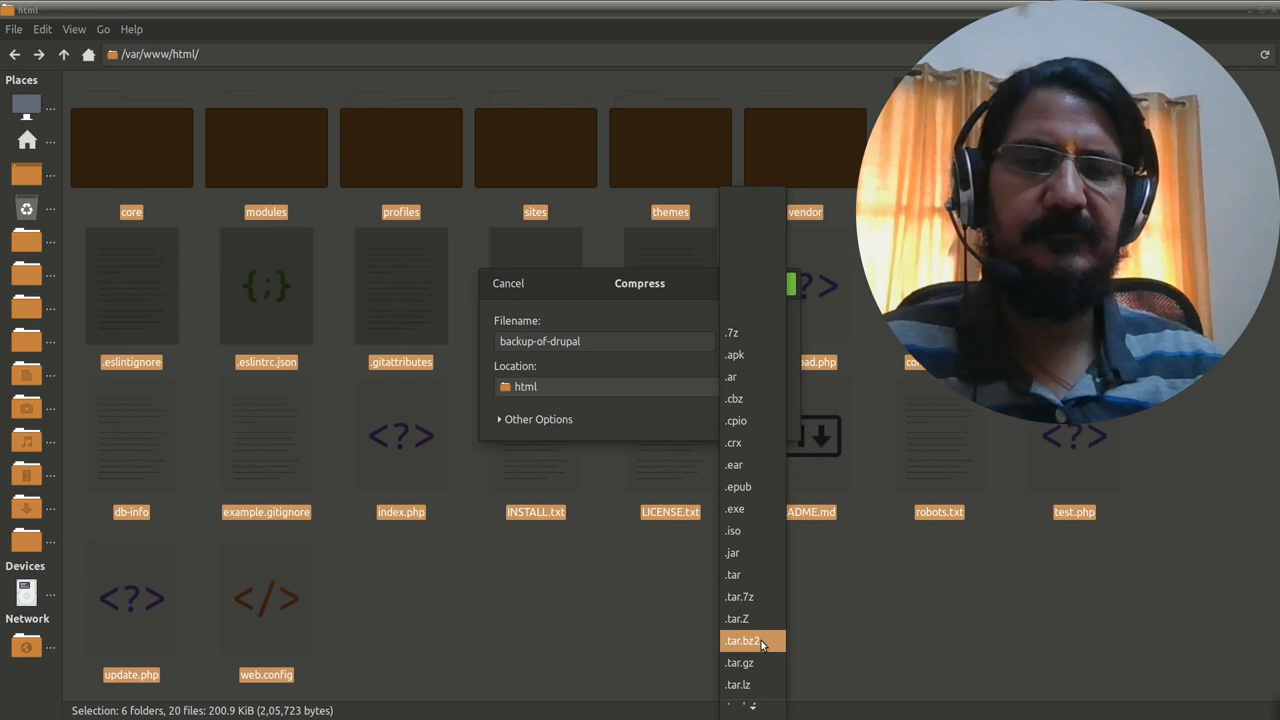 html
File Edit View Go Help
/var/www/html/
Places
core modules profiles sites themes vendor
Cancel Compress
Filename:
backup-of-drupal
Location:
html
Other Options
.7z
.apk
.ar
.cbz
.cpio
.crx
.ear
.epub
.exe
.iso
.jar
.tar
.tar.7z
.tar.Z
.tar.bz2
.tar.gz
.tar.lz
.eslintignore .eslintrc.json .gitattributes
db-info example.gitignore index.php INSTALL.txt LICENSE.txt robots.txt test.php
update.php web.config
Devices
Network
Selection: 6 folders, 20 files: 200.9 KiB (2,05,723 bytes)